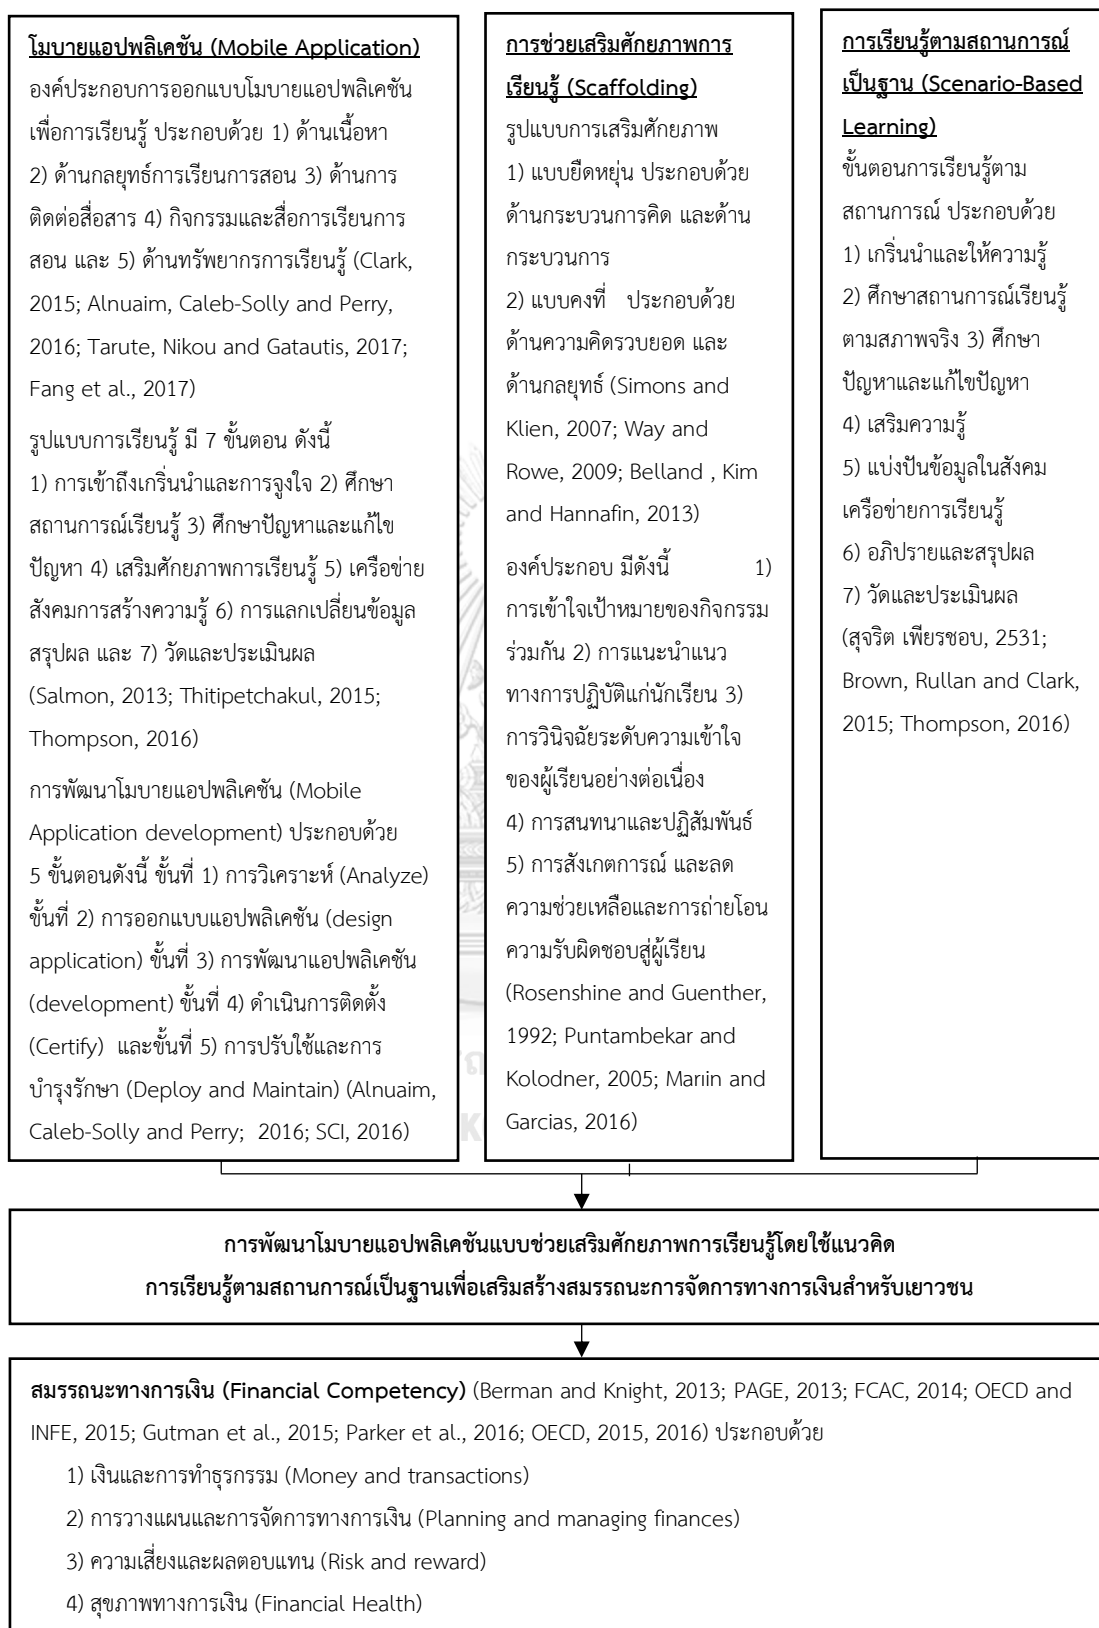 โมบายแอปพลิเคชัน (Mobile Application)
องค์ประกอบการออกแบบโมบายแอปพลิเคชัน
เพื่อการเรียนรู้ ประกอบด้วย 1) ด้านเนื้อหา
2) ด้านกลยุทธ์การเรียนการสอน 3) ด้านการ
ติดต่อสื่อสาร 4) กิจกรรมและสื่อการเรียนการ
สอน และ 5) ด้านทรัพยากรการเรียนรู้ (Clark,
2015; Alnuaim, Caleb-Solly and Perry,
2016; Tarute, Nikou and Gatautis, 2017;
Fang et al., 2017)
รูปแบบการเรียนรู้ มี 7 ขั้นตอน ดังนี้
1) การเข้าถึงเกริ่นนำและการจูงใจ 2) ศึกษา
สถานการณ์เรียนรู้ 3) ศึกษาปัญหาและแก้ไข
ปัญหา 4) เสริมศักยภาพการเรียนรู้ 5) เครือข่าย
สังคมการสร้างความรู้ 6) การแลกเปลี่ยนข้อมูล
สรุปผล และ 7) วัดและประเมินผล
(Salmon, 2013; Thitipetchakul, 2015;
Thompson, 2016)
การพัฒนาโมบายแอปพลิเคชัน (Mobile
Application development) ประกอบด้วย
5 ขั้นตอนดังนี้ ขั้นที่ 1) การวิเคราะห์ (Analyze)
ขั้นที่ 2) การออกแบบแอปพลิเคชัน (design
application) ขั้นที่ 3) การพัฒนาแอปพลิเคชัน
(development) ขั้นที่ 4) ดำเนินการติดตั้ง
(Certify) และขั้นที่ 5) การปรับใช้และการ
บำรุงรักษา (Deploy and Maintain) (Alnuaim,
Caleb-Solly and Perry; 2016; SCI, 2016)
การช่วยเสริมศักยภาพการ
เรียนรู้ (Scaffolding)
รูปแบบการเสริมศักยภาพ
1) แบบยืดหยุ่น ประกอบด้วย
ด้านกระบวนการคิด และด้าน
กระบวนการ
2) แบบคงที่ ประกอบด้วย
ด้านความคิดรวบยอด และ
ด้านกลยุทธ์ (Simons and
Klien, 2007; Way and
Rowe, 2009; Belland , Kim
and Hannafin, 2013)
องค์ประกอบ มีดังนี้ 1)
การเข้าใจเป้าหมายของกิจกรรม
ร่วมกัน 2) การแนะนำแนว
ทางการปฏิบัติแก่นักเรียน 3)
การวินิจฉัยระดับความเข้าใจ
ของผู้เรียนอย่างต่อเนื่อง
4) การสนทนาและปฏิสัมพันธ์
5) การสังเกตการณ์ และลด
ความช่วยเหลือและการถ่ายโอน
ความรับผิดชอบสู่ผู้เรียน
(Rosenshine and Guenther,
1992; Puntambekar and
Kolodner, 2005; Marıin and
Garcias, 2016)
การเรียนรู้ตามสถานการณ์
เป็นฐาน (Scenario-Based
Learning)
ขั้นตอนการเรียนรู้ตาม
สถานการณ์ ประกอบด้วย
1) เกริ่นนำและให้ความรู้
2) ศึกษาสถานการณ์เรียนรู้
ตามสภาพจริง 3) ศึกษา
ปัญหาและแก้ไขปัญหา
4) เสริมความรู้
5) แบ่งปันข้อมูลในสังคม
เครือข่ายการเรียนรู้
6) อภิปรายและสรุปผล
7) วัดและประเมินผล
(สุจริต เพียรชอบ, 2531;
Brown, Rullan and Clark,
2015; Thompson, 2016)
การพัฒนาโมบายแอปพลิเคชันแบบช่วยเสริมศักยภาพการเรียนรู้โดยใช้แนวคิด
การเรียนรู้ตามสถานการณ์เป็นฐานเพื่อเสริมสร้างสมรรถนะการจัดการทางการเงินสำหรับเยาวชน
สมรรถนะทางการเงิน (Financial Competency) (Berman and Knight, 2013; PAGE, 2013; FCAC, 2014; OECD and
INFE, 2015; Gutman et al., 2015; Parker et al., 2016; OECD, 2015, 2016) ประกอบด้วย
1) เงินและการทำธุรกรรม (Money and transactions)
2) การวางแผนและการจัดการทางการเงิน (Planning and managing finances)
3) ความเสี่ยงและผลตอบแทน (Risk and reward)
4) สุขภาพทางการเงิน (Financial Health)